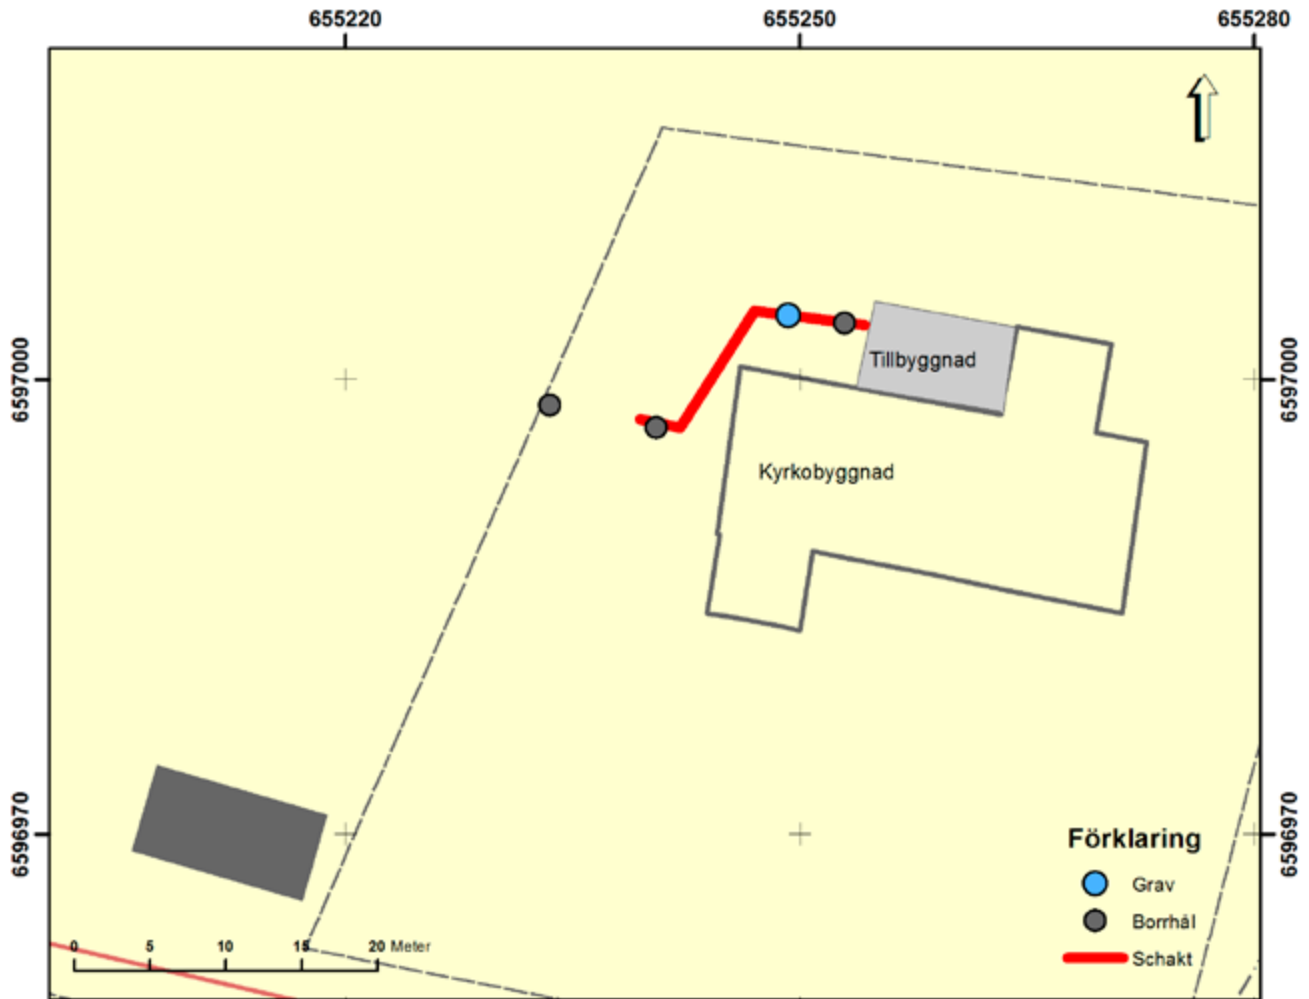 655220 655250 655280
6597000 6597000
Tillbyggnad
Kyrkobyggnad
6596970 6596970
Förklaring
Grav
Borrhål
Schakt
0 5 10 15 20 Meter